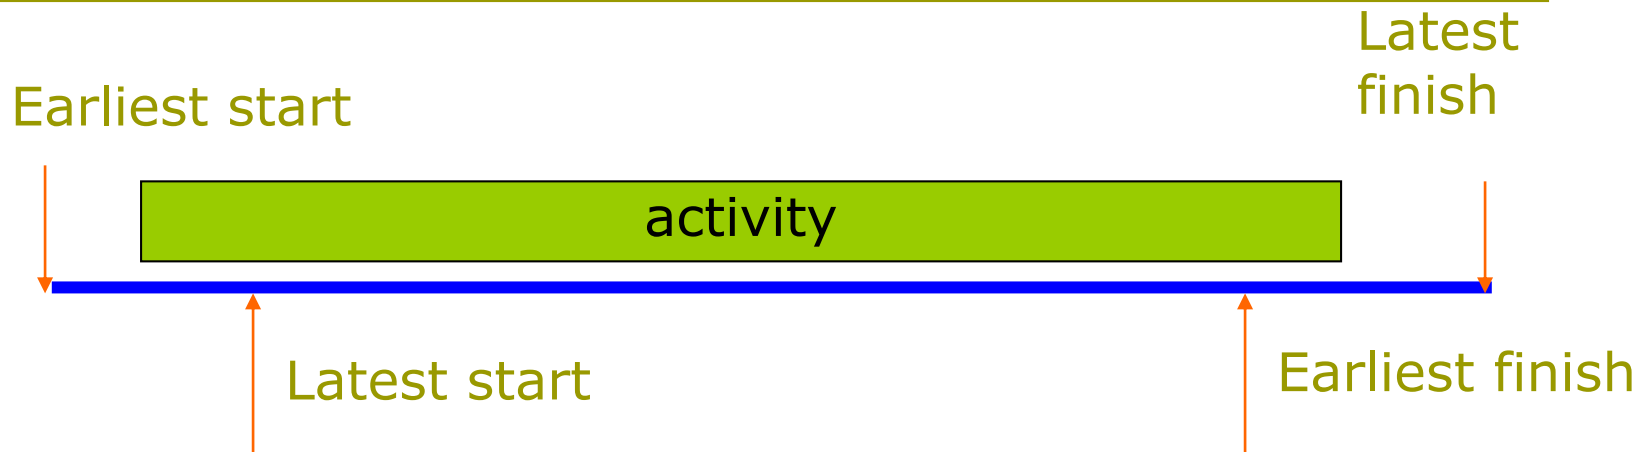 Latest
finish
Earliest start
activity
Latest start
Earliest finish